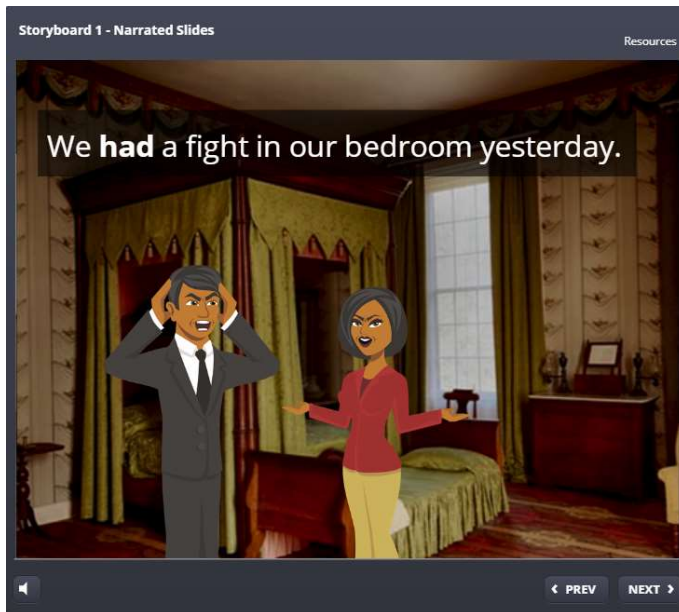 Storyboard 1 - Narrated Slides
Resources
We had a fight in our bedroom yesterday.
PREV
NEXT